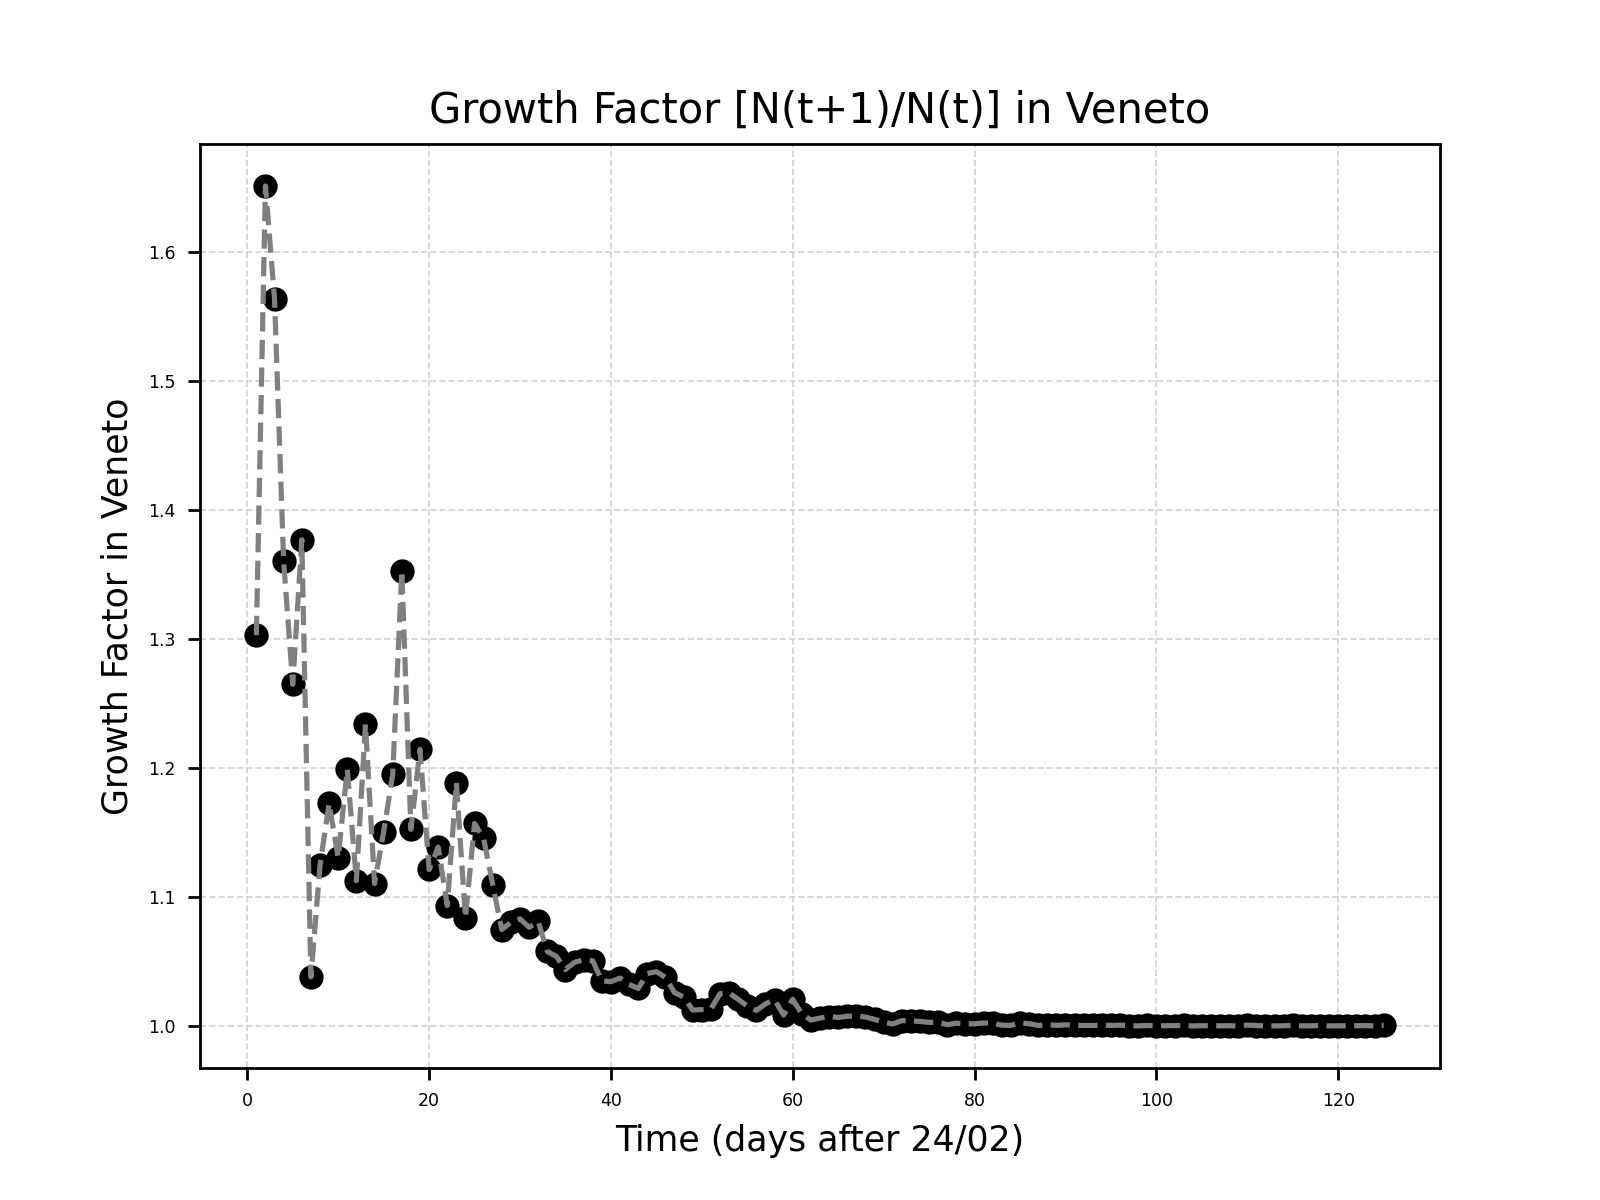 Growth Factor [N(t+1)/N(t)] in Veneto
Growth Factor in Veneto
1.6
1.5
1.4
1.3
1.2
1.1
1.0
0 20 40 60 80 100 120
Time (days after 24/02)